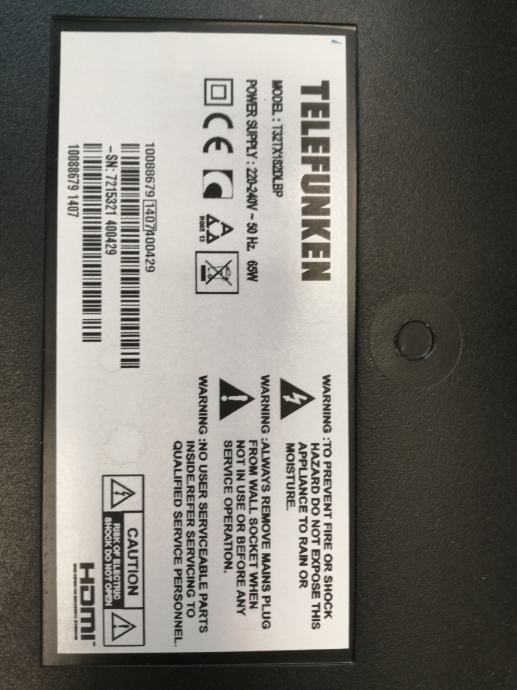 TELEFUNKEN
MODEL : T32TX182DLBP
POWER SUPPLY : 220-240V ~ 50 Hz 65W
CE
A
10088679 1407 400429
-SN: 7215321 400429
10088679 1407
WARNING :TO PREVENT FIRE OR SHOCK
HAZARD DO NOT EXPOSE THIS
APPLIANCE TO RAIN OR
MOISTURE.
WARNING :ALWAYS REMOVE MAINS PLUG
FROM WALL SOCKET WHEN
NOT IN USE OR BEFORE ANY
SERVICE OPERATION.
WARNING :NO USER SERVICEABLE PARTS
INSIDE.REFER SERVICING TO
QUALIFIED SERVICE PERSONNEL.
CAUTION
RISK OF ELECTRIC
SHOCK DO NOT OPEN
HDMI